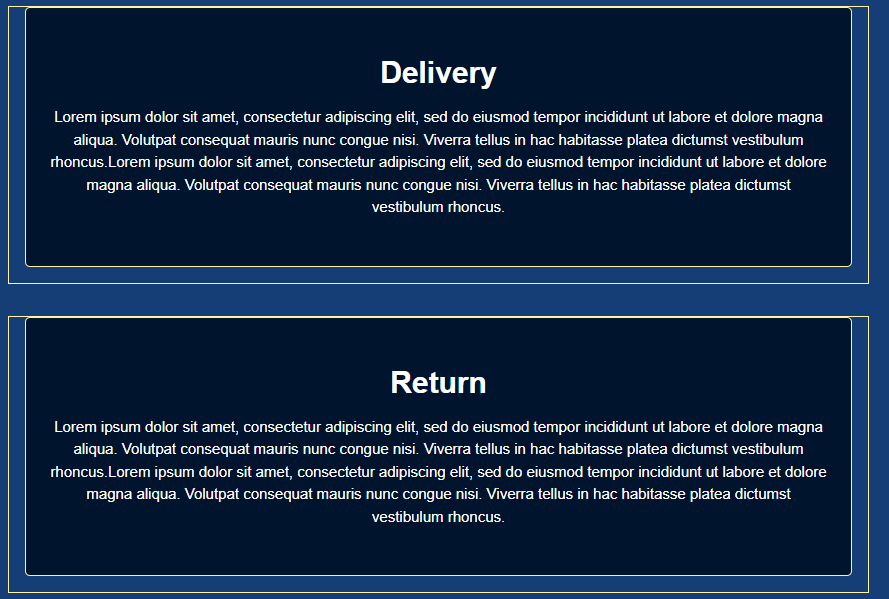 Delivery
Lorem ipsum dolor sit amet, consectetur adipiscing elit, sed do eiusmod tempor incididunt ut labore et dolore magna
aliqua. Volutpat consequat mauris nunc congue nisi. Viverra tellus in hac habitasse platea dictumst vestibulum
rhoncus.Lorem ipsum dolor sit amet, consectetur adipiscing elit, sed do eiusmod tempor incididunt ut labore et dolore
magna aliqua. Volutpat consequat mauris nunc congue nisi. Viverra tellus in hac habitasse platea dictumst
vestibulum rhoncus.
Return
Lorem ipsum dolor sit amet, consectetur adipiscing elit, sed do eiusmod tempor incididunt ut labore et dolore magna
aliqua. Volutpat consequat mauris nunc congue nisi. Viverra tellus in hac habitasse platea dictumst vestibulum
rhoncus.Lorem ipsum dolor sit amet, consectetur adipiscing elit, sed do eiusmod tempor incididunt ut labore et dolore
magna aliqua. Volutpat consequat mauris nunc congue nisi. Viverra tellus in hac habitasse platea dictumst
vestibulum rhoncus.